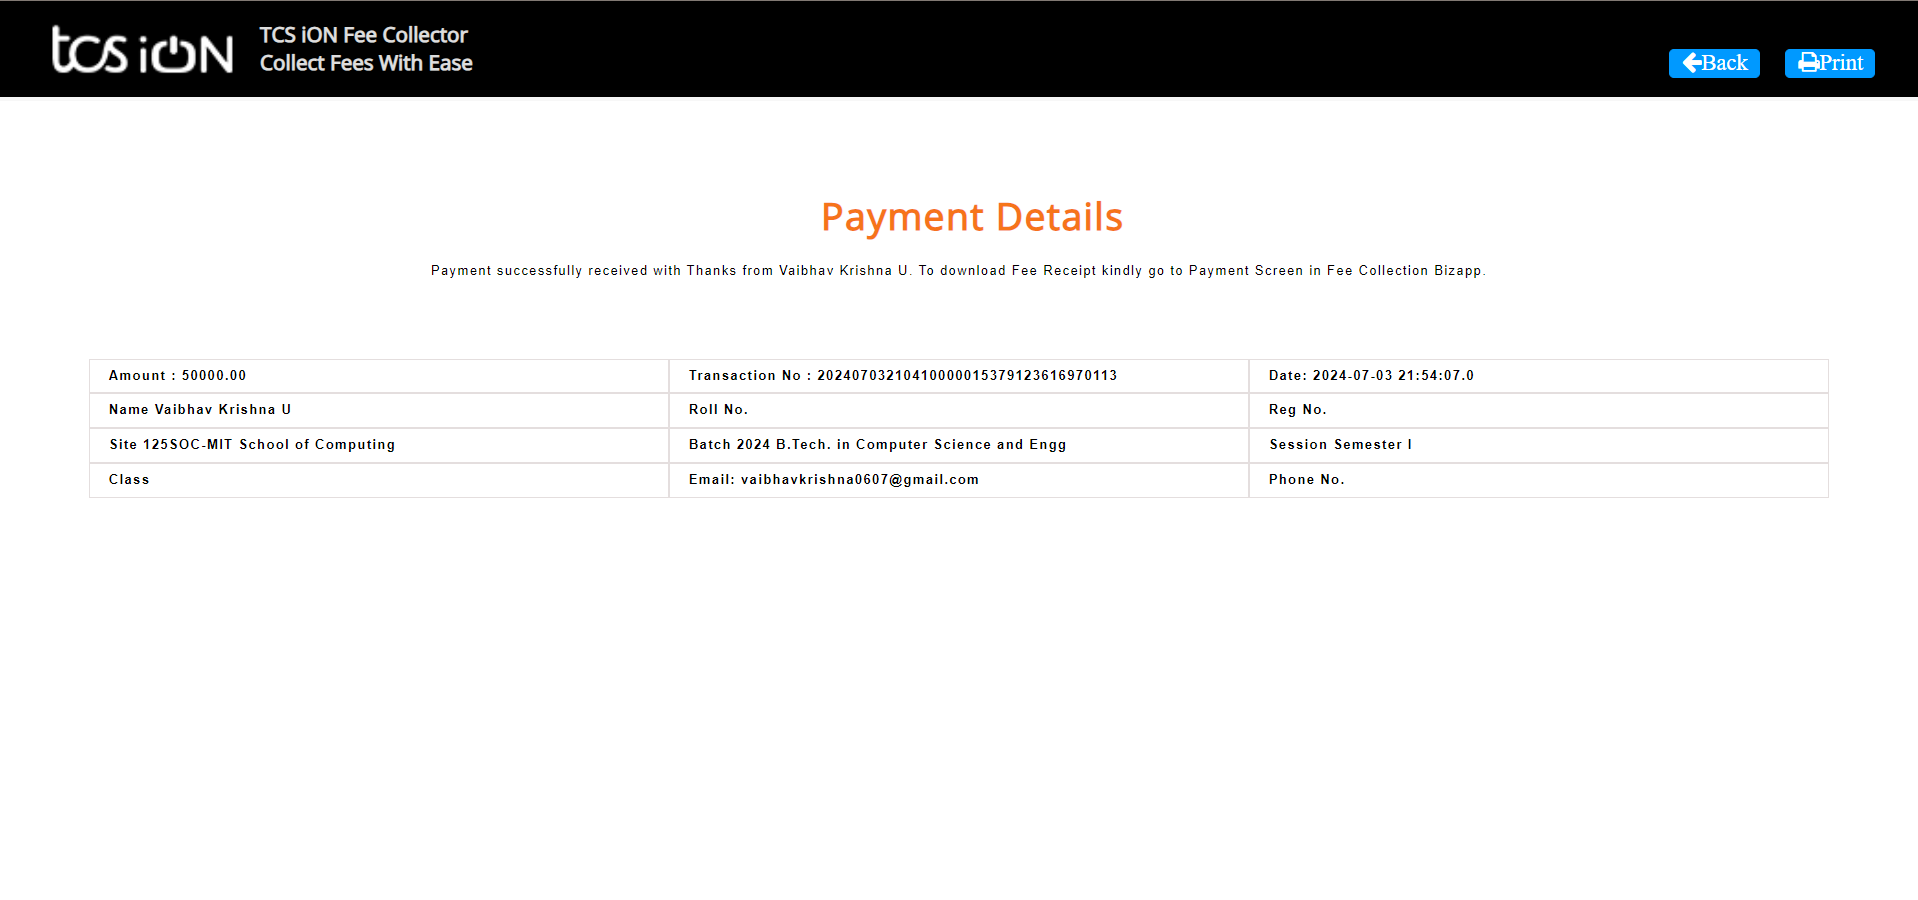 tcs iON
TCS iON Fee Collector
Collect Fees With Ease
Back
Print
Payment Details
Payment successfully received with Thanks from Vaibhav Krishna U. To download Fee Receipt kindly go to Payment Screen in Fee Collection Bizapp.
Amount : 50000.00
Transaction No : 20240703210410000015379123616970113
Date: 2024-07-03 21:54:07.0
Name Vaibhav Krishna U
Roll No.
Reg No.
Site 125SOC-MIT School of Computing
Batch 2024 B.Tech. in Computer Science and Engg
Session Semester I
Class
Email: vaibhavkrishna0607@gmail.com
Phone No.